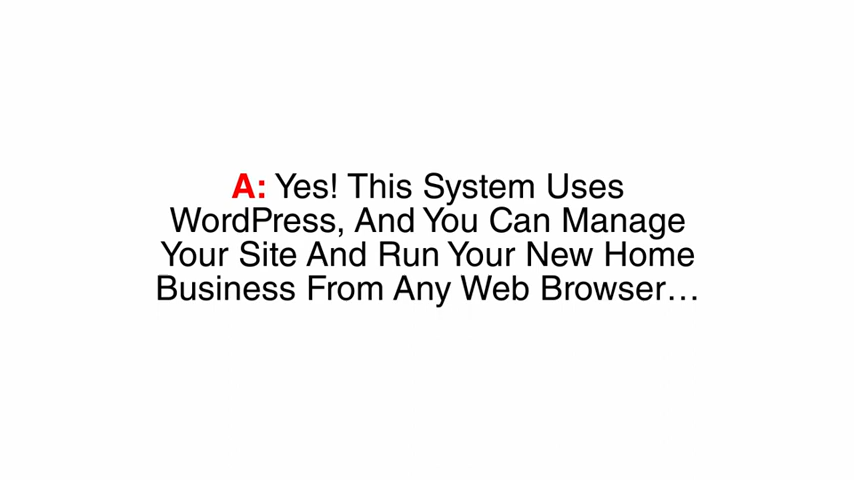 A: Yes! This System Uses
WordPress, And You Can Manage
Your Site And Run Your New Home
Business From Any Web Browser…